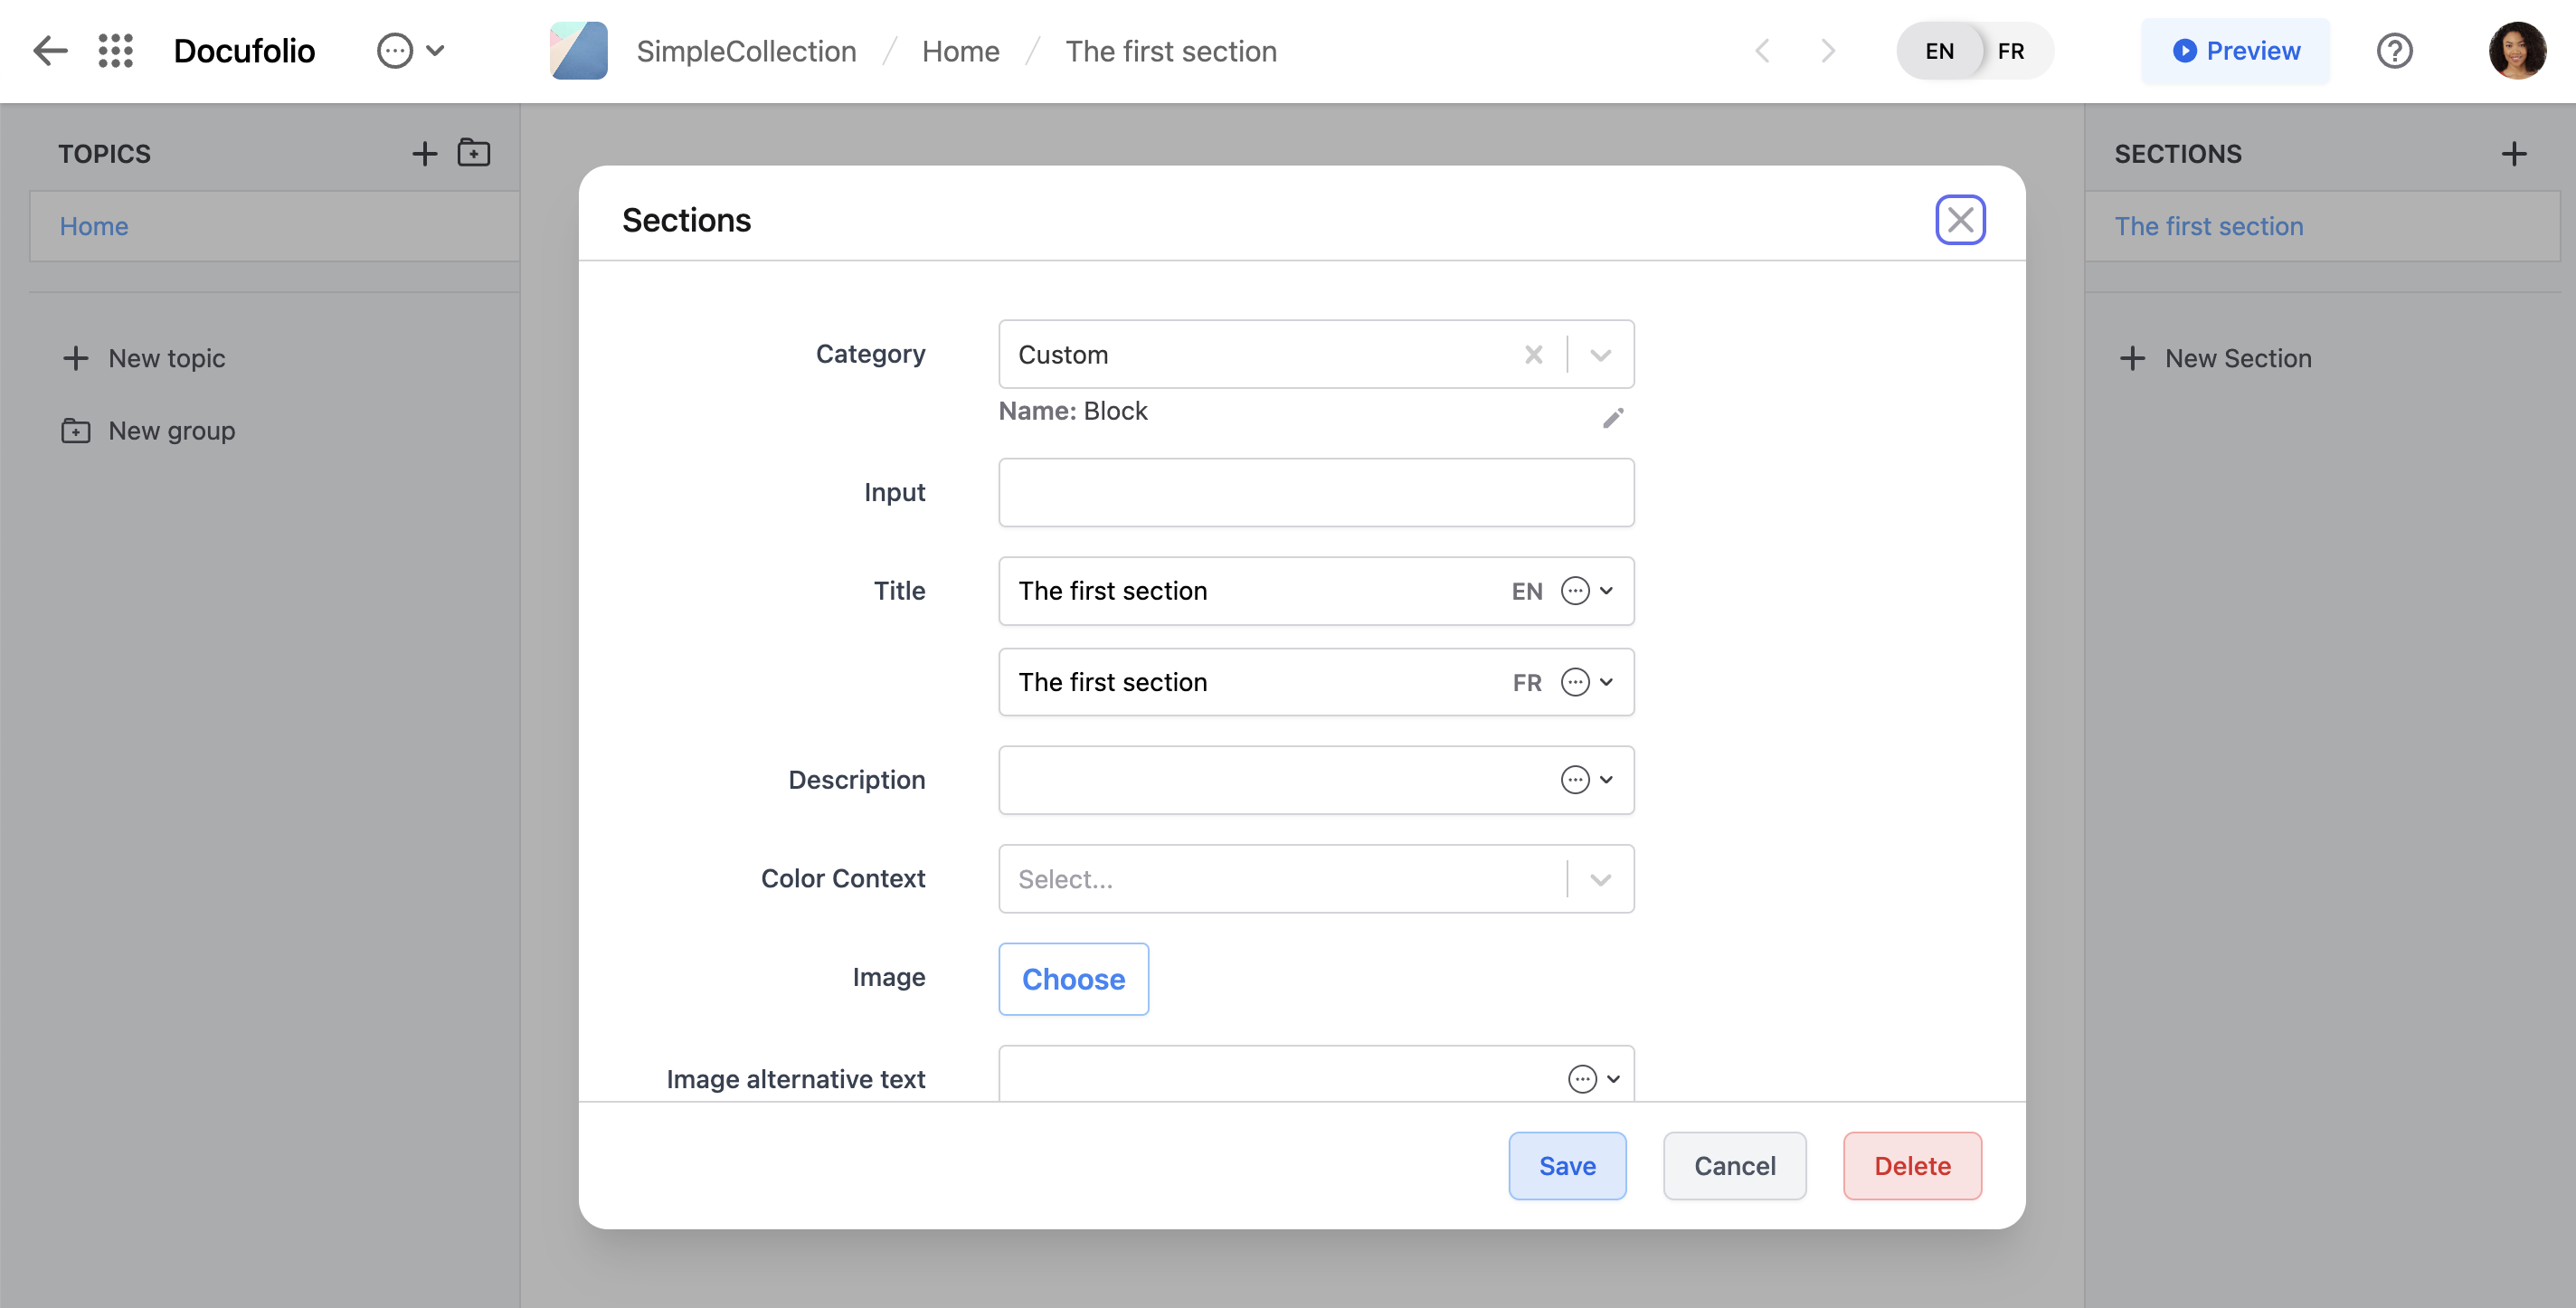 Docufolio
SimpleCollection / Home / The first section
EN FR
Preview
TOPICS
Home
New topic
New group
Sections
Category
Custom
Name: Block
Input
Title
The first section EN
The first section FR
Description
Color Context
Select...
Image
Choose
Image alternative text
Save
Cancel
Delete
SECTIONS
The first section
New Section